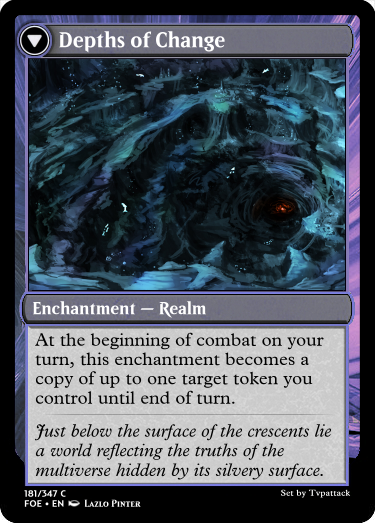 Depths of Change
Enchantment — Realm
At the beginning of combat on your
turn, this enchantment becomes a
copy of up to one target token you
control until end of turn.
Just below the surface of the crescents lie
a world reflecting the truths of the
multiverse hidden by its silvery surface.
181/347 C
Set by Tvpattack
FOE • EN Lazlo Pinter